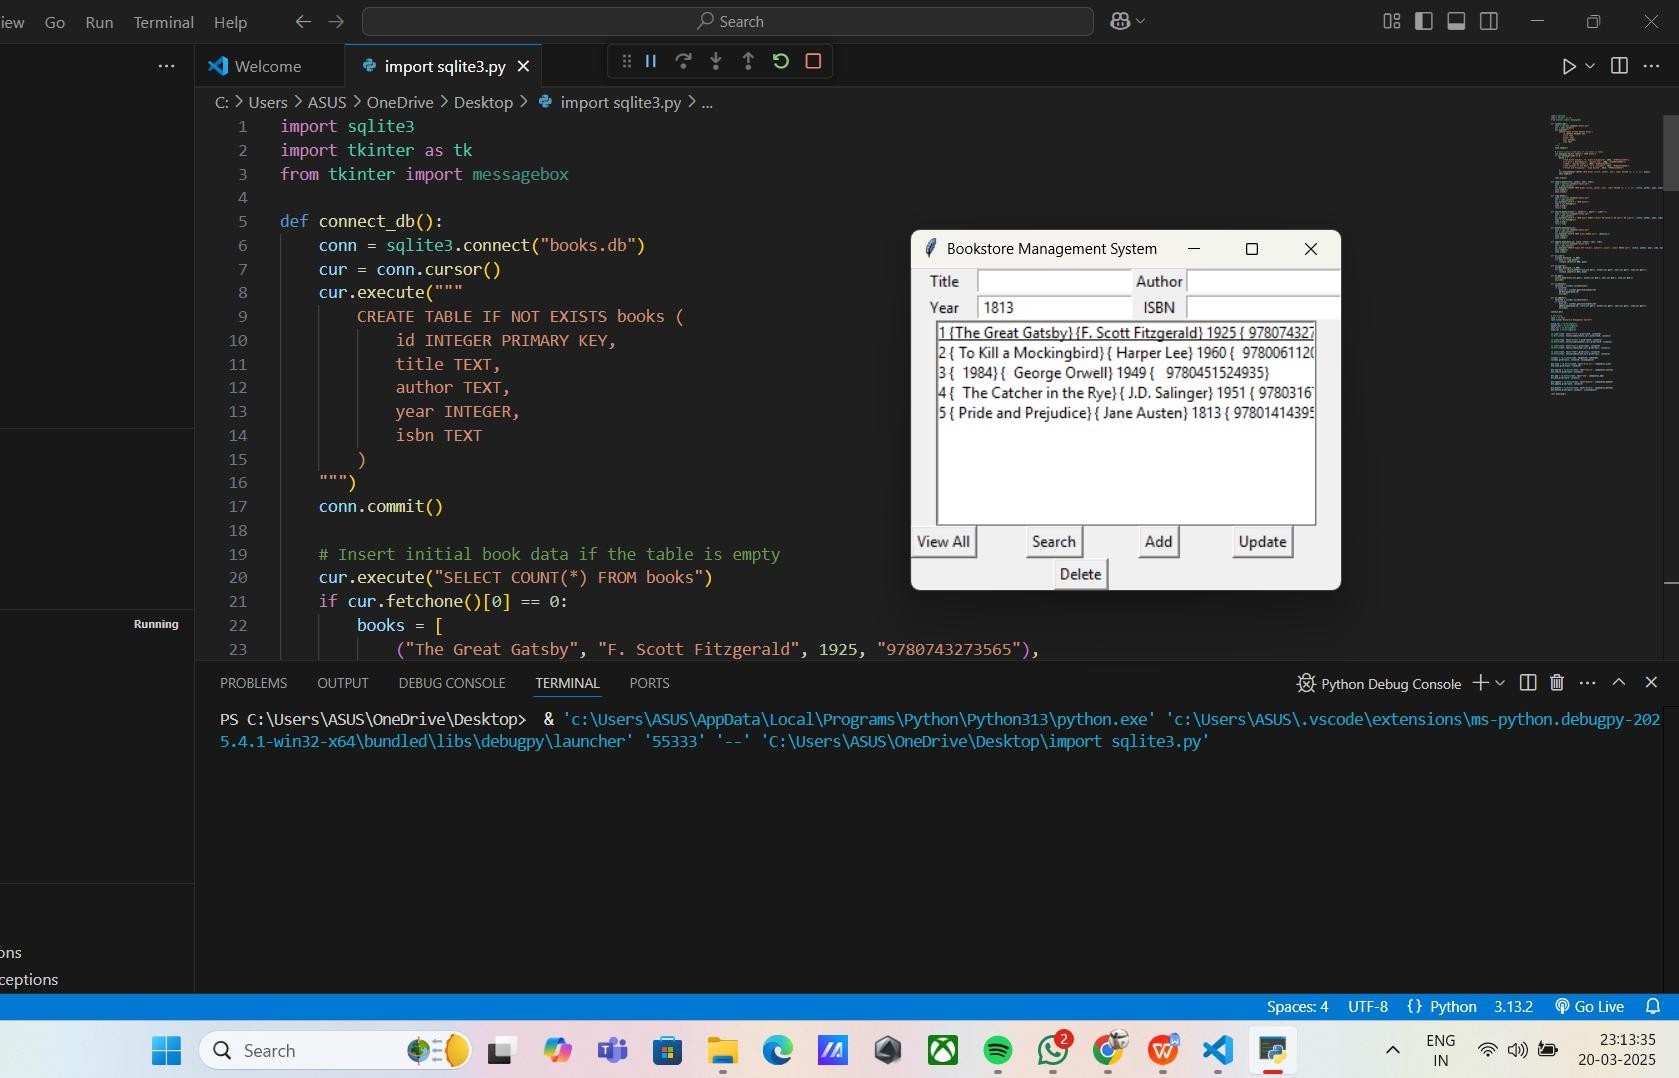 iew Go Run Terminal Help
Search
Welcome
import sqlite3.py
C: > Users > ASUS > OneDrive > Desktop > import sqlite3.py > ...
1 import sqlite3
2 import tkinter as tk
3 from tkinter import messagebox
4
5 def connect_db():
6 conn = sqlite3.connect("books.db")
7 cur = conn.cursor()
8 cur.execute("""
9 CREATE TABLE IF NOT EXISTS books (
10 id INTEGER PRIMARY KEY,
11 title TEXT,
12 author TEXT,
13 year INTEGER,
14 isbn TEXT
15 )
16 """)
17 conn.commit()
18
19 # Insert initial book data if the table is empty
20 cur.execute("SELECT COUNT(*) FROM books")
21 if cur.fetchone()[0] == 0:
22 books = [
23 ("The Great Gatsby", "F. Scott Fitzgerald", 1925, "9780743273565"),
Bookstore Management System
Title Author
Year 1813 ISBN
1 {The Great Gatsby} {F. Scott Fitzgerald} 1925 { 978074327
2 { To Kill a Mockingbird} { Harper Lee} 1960 {  9780061120
3 {  1984} {  George Orwell} 1949 {   9780451524935}
4 {  The Catcher in the Rye} { J.D. Salinger} 1951 { 9780316
5 { Pride and Prejudice} { Jane Austen} 1813 { 97801414395
View All Search Add Update
Delete
Running
PROBLEMS OUTPUT DEBUG CONSOLE TERMINAL PORTS
Python Debug Console
PS C:\Users\ASUS\OneDrive\Desktop>  & 'c:\Users\ASUS\AppData\Local\Programs\Python\Python313\python.exe' 'c:\Users\ASUS\.vscode\extensions\ms-python.debugpy-202
5.4.1-win32-x64\bundled\libs\debugpy\launcher' '55333' '--' 'C:\Users\ASUS\OneDrive\Desktop\import sqlite3.py'
ons
ceptions
Spaces: 4 UTF-8 {} Python 3.13.2 Go Live
Search
2
ENG
IN
23:13:35
20-03-2025